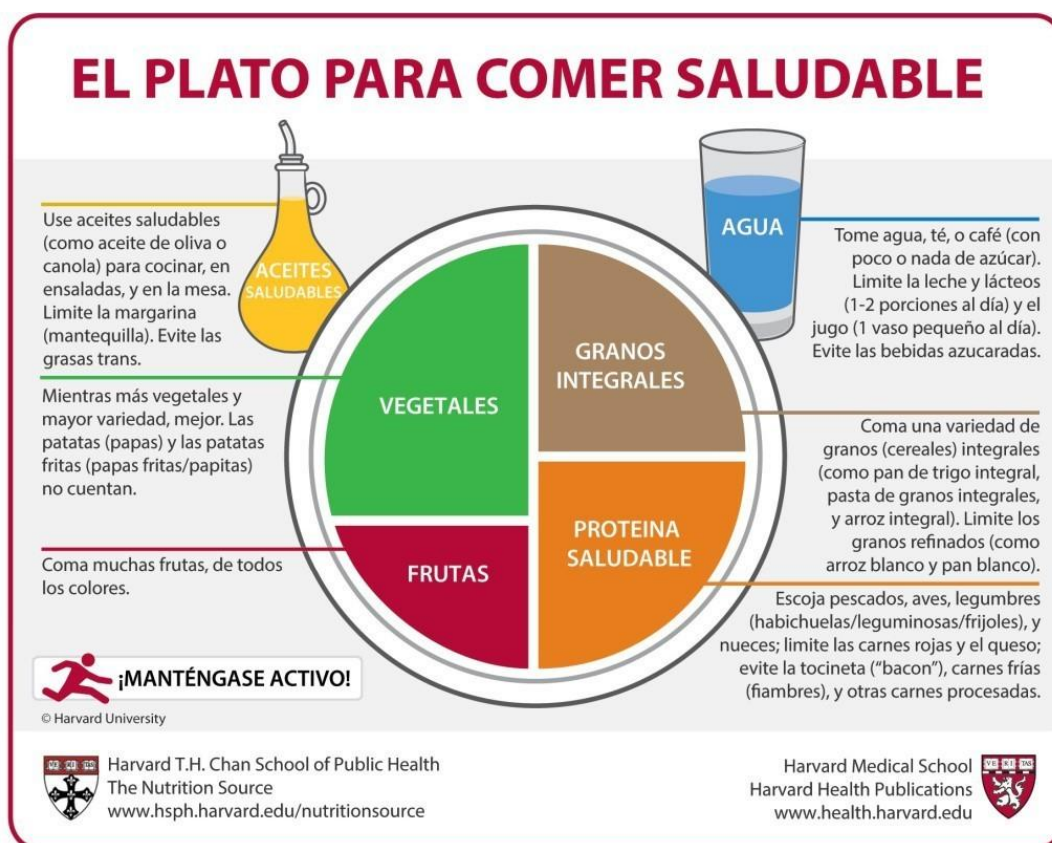 EL PLATO PARA COMER SALUDABLE
Use aceites saludables
(como aceite de oliva o
canola) para cocinar, en
ensaladas, y en la mesa.
Limite la margarina
(mantequilla). Evite las
grasas trans.
ACEITES
SALUDABLES
Mientras más vegetales y
mayor variedad, mejor. Las
patatas (papas) y las patatas
fritas (papas fritas/papitas)
no cuentan.
Coma muchas frutas, de todos
los colores.
VEGETALES
FRUTAS
GRANOS
INTEGRALES
PROTEINA
SALUDABLE
AGUA
Tome agua, té, o café (con
poco o nada de azúcar).
Limite la leche y lácteos
(1-2 porciones al día) y el
jugo (1 vaso pequeño al día).
Evite las bebidas azucaradas.
Coma una variedad de
granos (cereales) integrales
(como pan de trigo integral,
pasta de granos integrales,
y arroz integral). Limite los
granos refinados (como
arroz blanco y pan blanco).
Escoja pescados, aves, legumbres
(habichuelas/leguminosas/frijoles), y
nueces; limite las carnes rojas y el queso;
evite la tocineta ("bacon"), carnes frías
(fiambres), y otras carnes procesadas.
¡MANTÉNGASE ACTIVO!
© Harvard University
VE RI TAS
Harvard T.H. Chan School of Public Health
The Nutrition Source
www.hsph.harvard.edu/nutritionsource
Harvard Medical School
Harvard Health Publications
www.health.harvard.edu
VE RI TAS